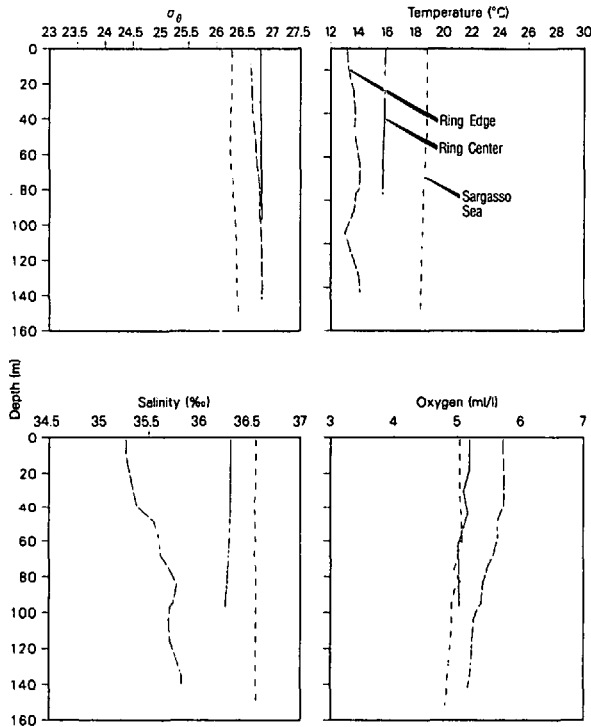 σθ
23 23.5 24 24.5 25 25.5 26 26.5 27 27.5
0
20
40
60
80
100
120
140
160
Temperature (°C)
12 14 16 18 20 22 24 26 28 30
Ring Edge
Ring Center
Sargasso
Sea
Depth (m)
Salinity (‰)
34.5 35 35.5 36 36.5 37
0
20
40
60
80
100
120
140
160
Oxygen (ml/l)
3 4 5 6 7